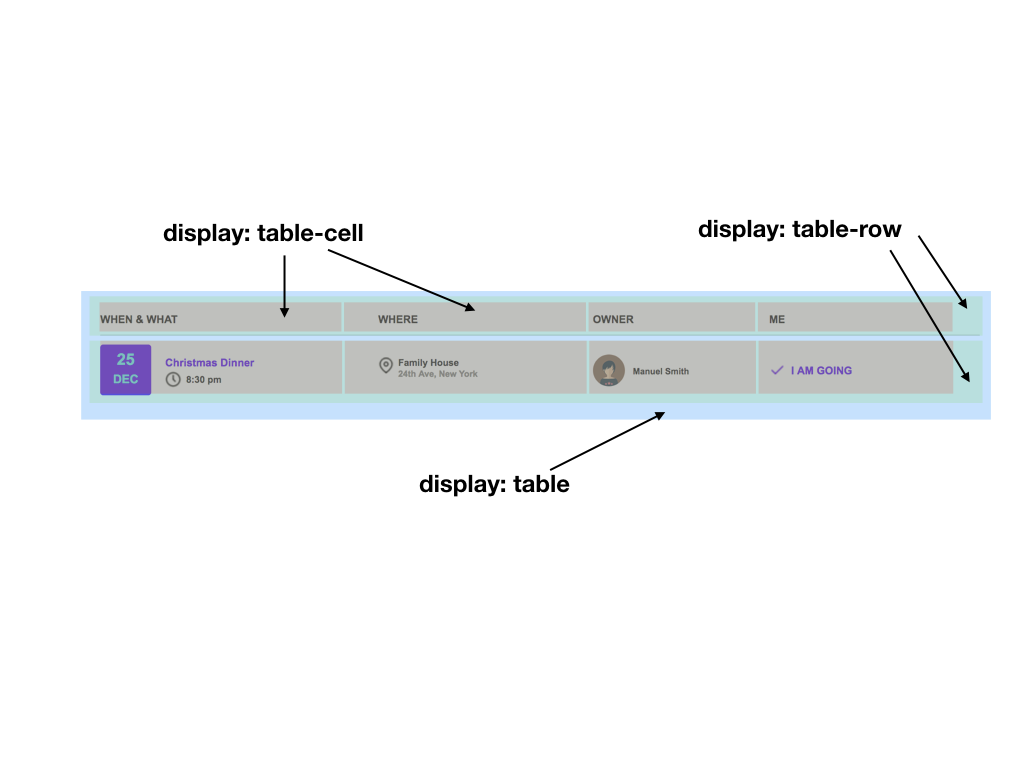 display: table-cell
display: table-row
WHEN & WHAT
WHERE
OWNER
ME
25
DEC
Christmas Dinner
8:30 pm
Family House
24th Ave, New York
Manuel Smith
I AM GOING
display: table